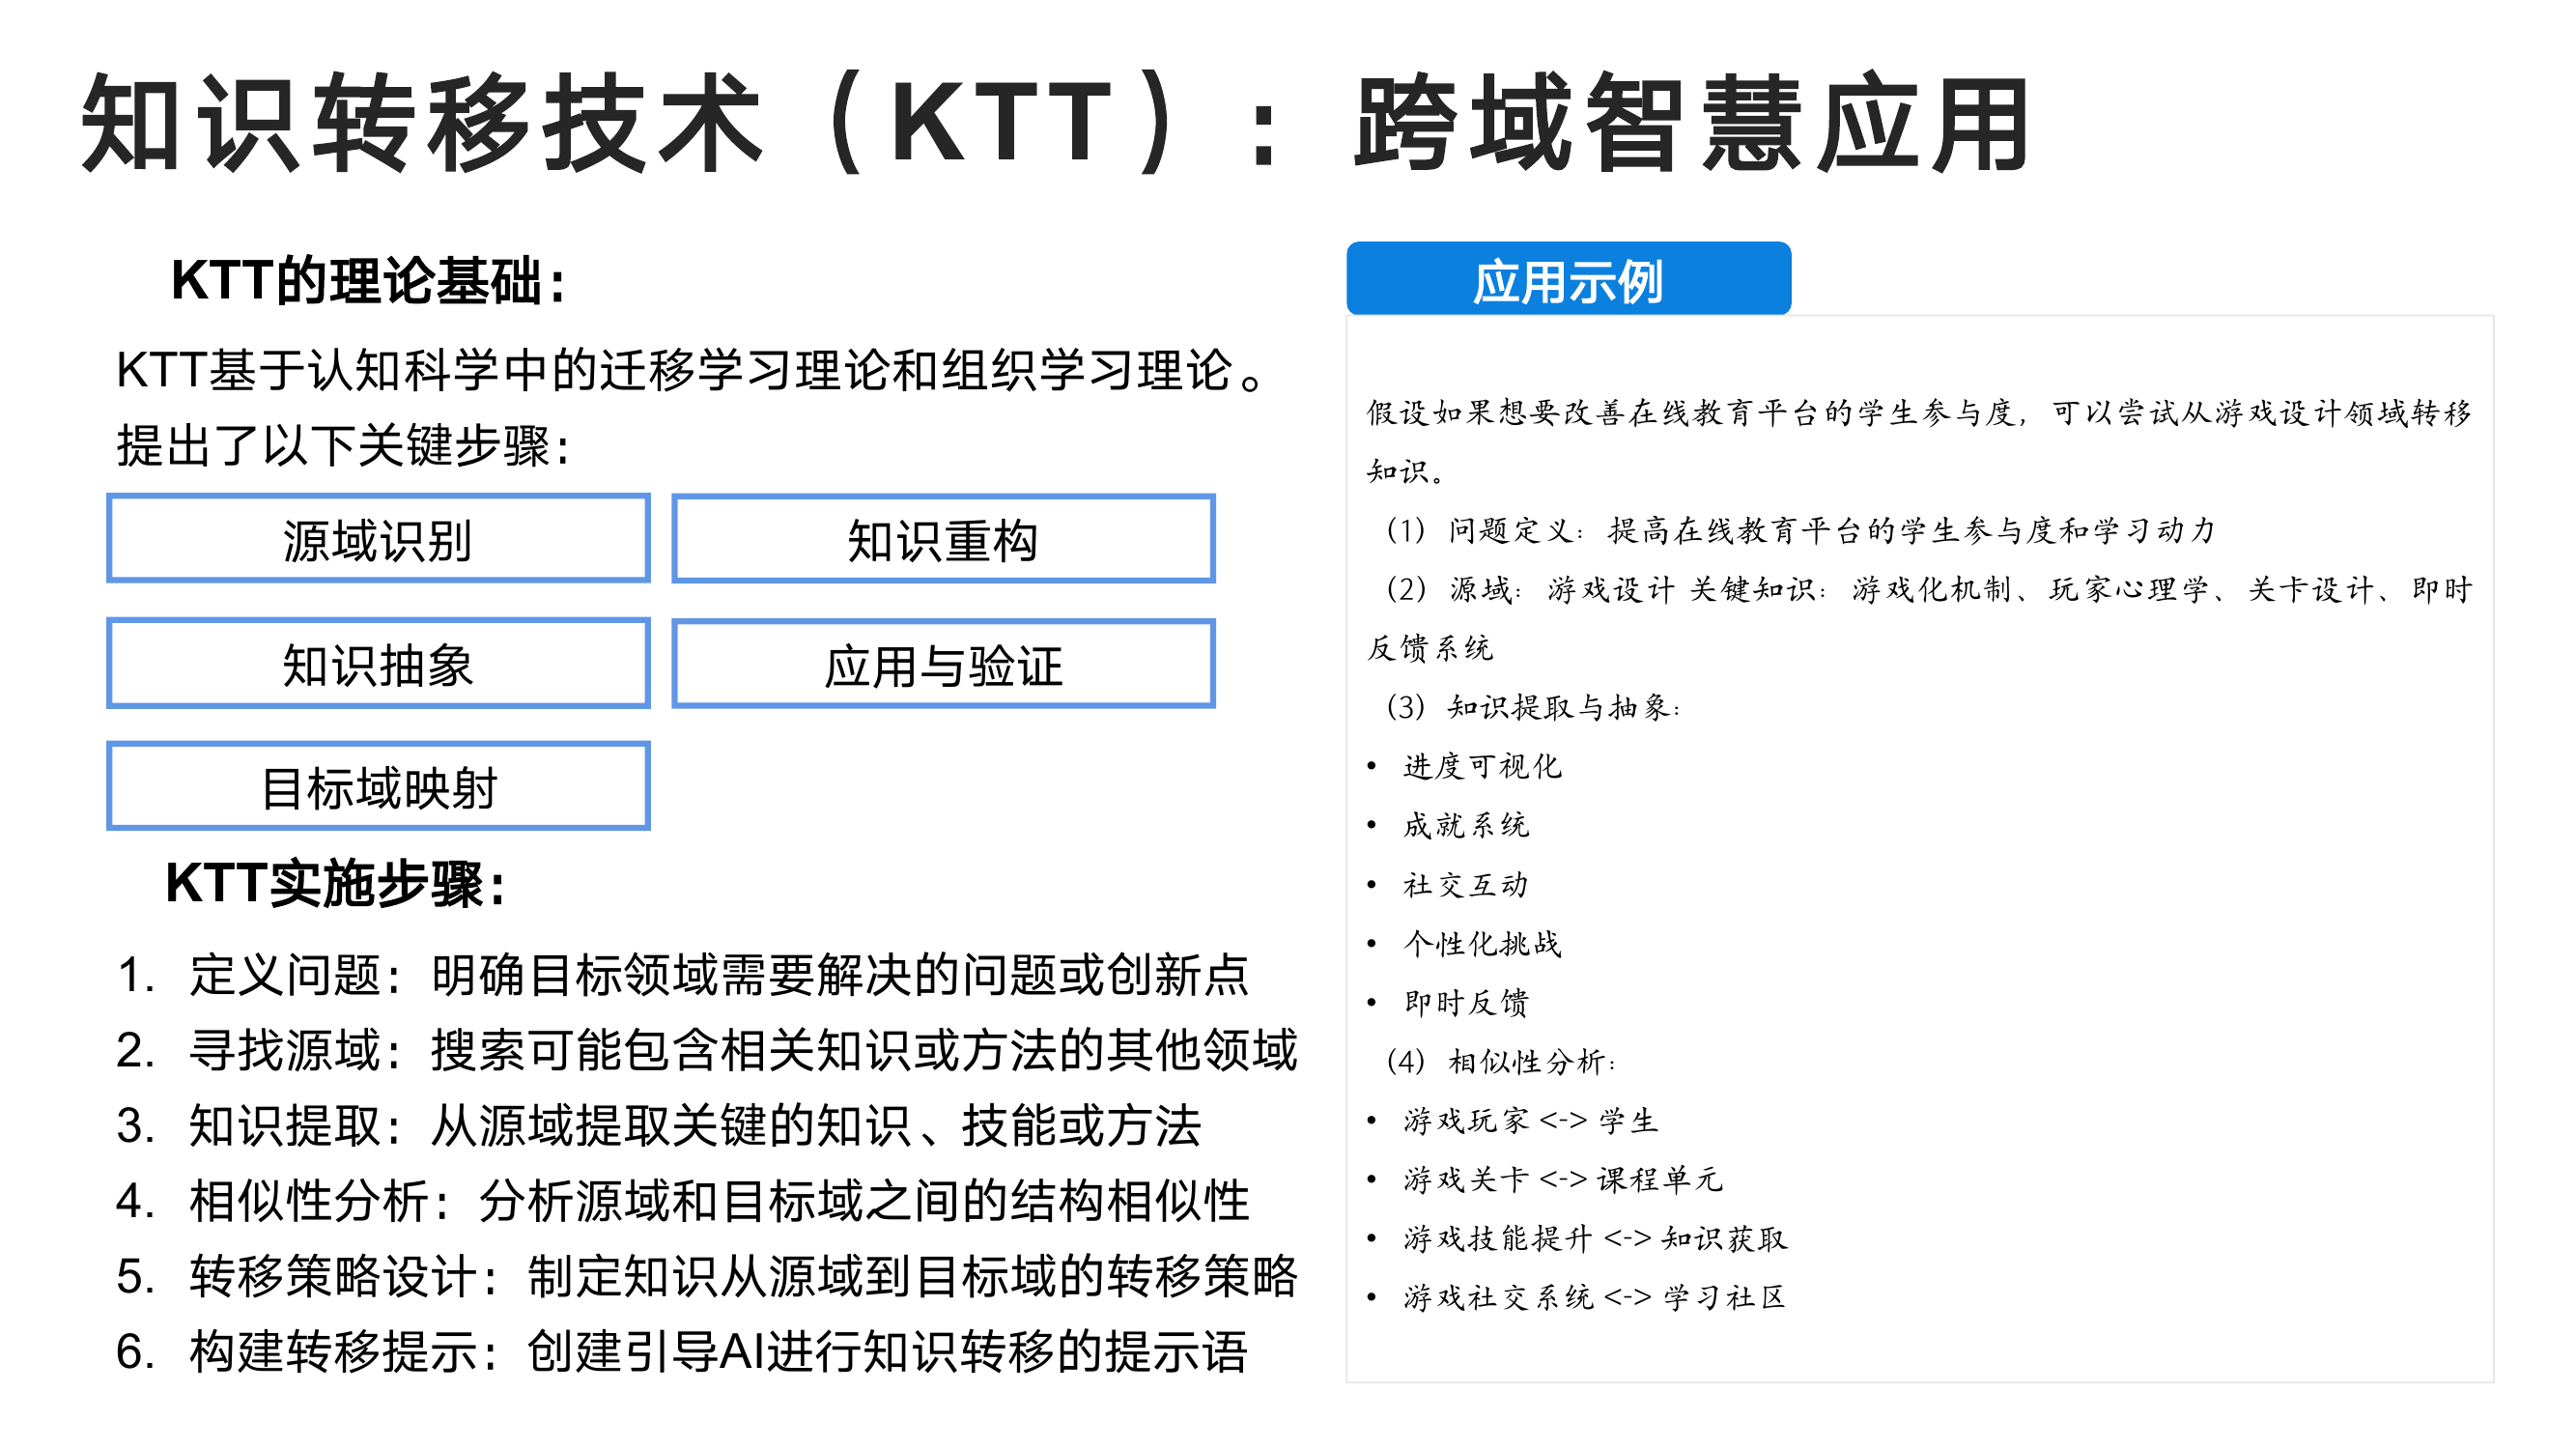 知识转移技术（KTT）：跨域智慧应用
KTT的理论基础：
KTT基于认知科学中的迁移学习理论和组织学习理论。
提出了以下关键步骤：
源域识别
知识重构
知识抽象
应用与验证
目标域映射
KTT实施步骤：
1. 定义问题：明确目标领域需要解决的问题或创新点
2. 寻找源域：搜索可能包含相关知识或方法的其他领域
3. 知识提取：从源域提取关键的知识、技能或方法
4. 相似性分析：分析源域和目标域之间的结构相似性
5. 转移策略设计：制定知识从源域到目标域的转移策略
6. 构建转移提示：创建引导AI进行知识转移的提示语
应用示例
假设如果想要改善在线教育平台的学生参与度，可以尝试从游戏设计领域转移
知识。
（1）问题定义：提高在线教育平台的学生参与度和学习动力
（2）源域：游戏设计 关键知识：游戏化机制、玩家心理学、关卡设计、即时
反馈系统
（3）知识提取与抽象：
• 进度可视化
• 成就系统
• 社交互动
• 个性化挑战
• 即时反馈
（4）相似性分析：
• 游戏玩家 <-> 学生
• 游戏关卡 <-> 课程单元
• 游戏技能提升 <-> 知识获取
• 游戏社交系统 <-> 学习社区